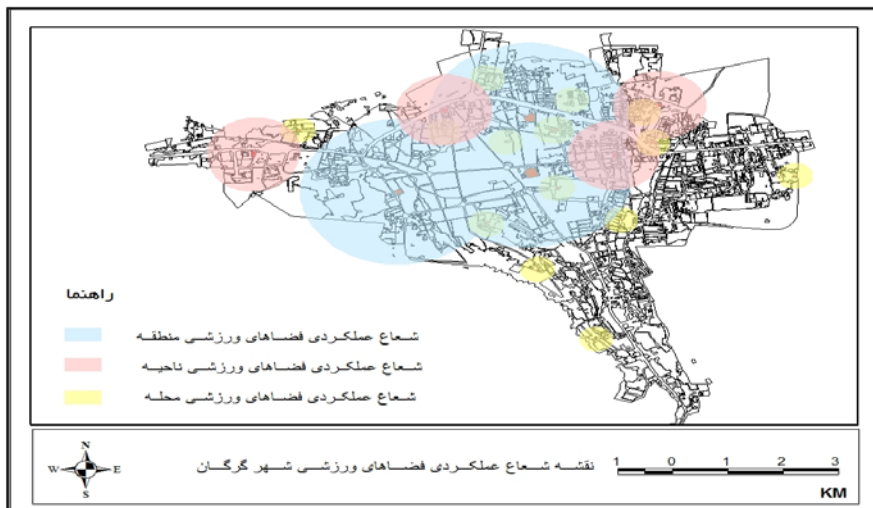 راهنما
شعاع عملکردی فضاهای ورزشی منطقه
شعاع عملکردی فضاهای ورزشی ناحیه
شعاع عملکردی فضاهای ورزشی محله
N
W E
S
نقشه شعاع عملکردی فضاهای ورزشی شهر گرگان
1 0 1 2 3
KM